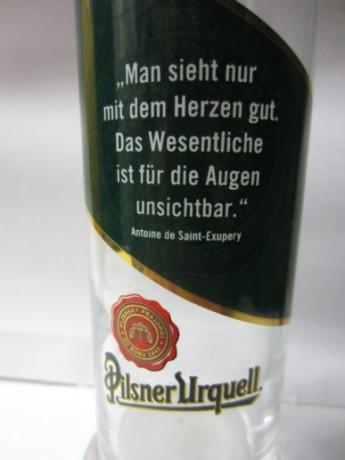 „Man sieht nur
mit dem Herzen gut.
Das Wesentliche
ist für die Augen
unsichtbar.“
Antoine de Saint-Exupery
Pilsner Urquell